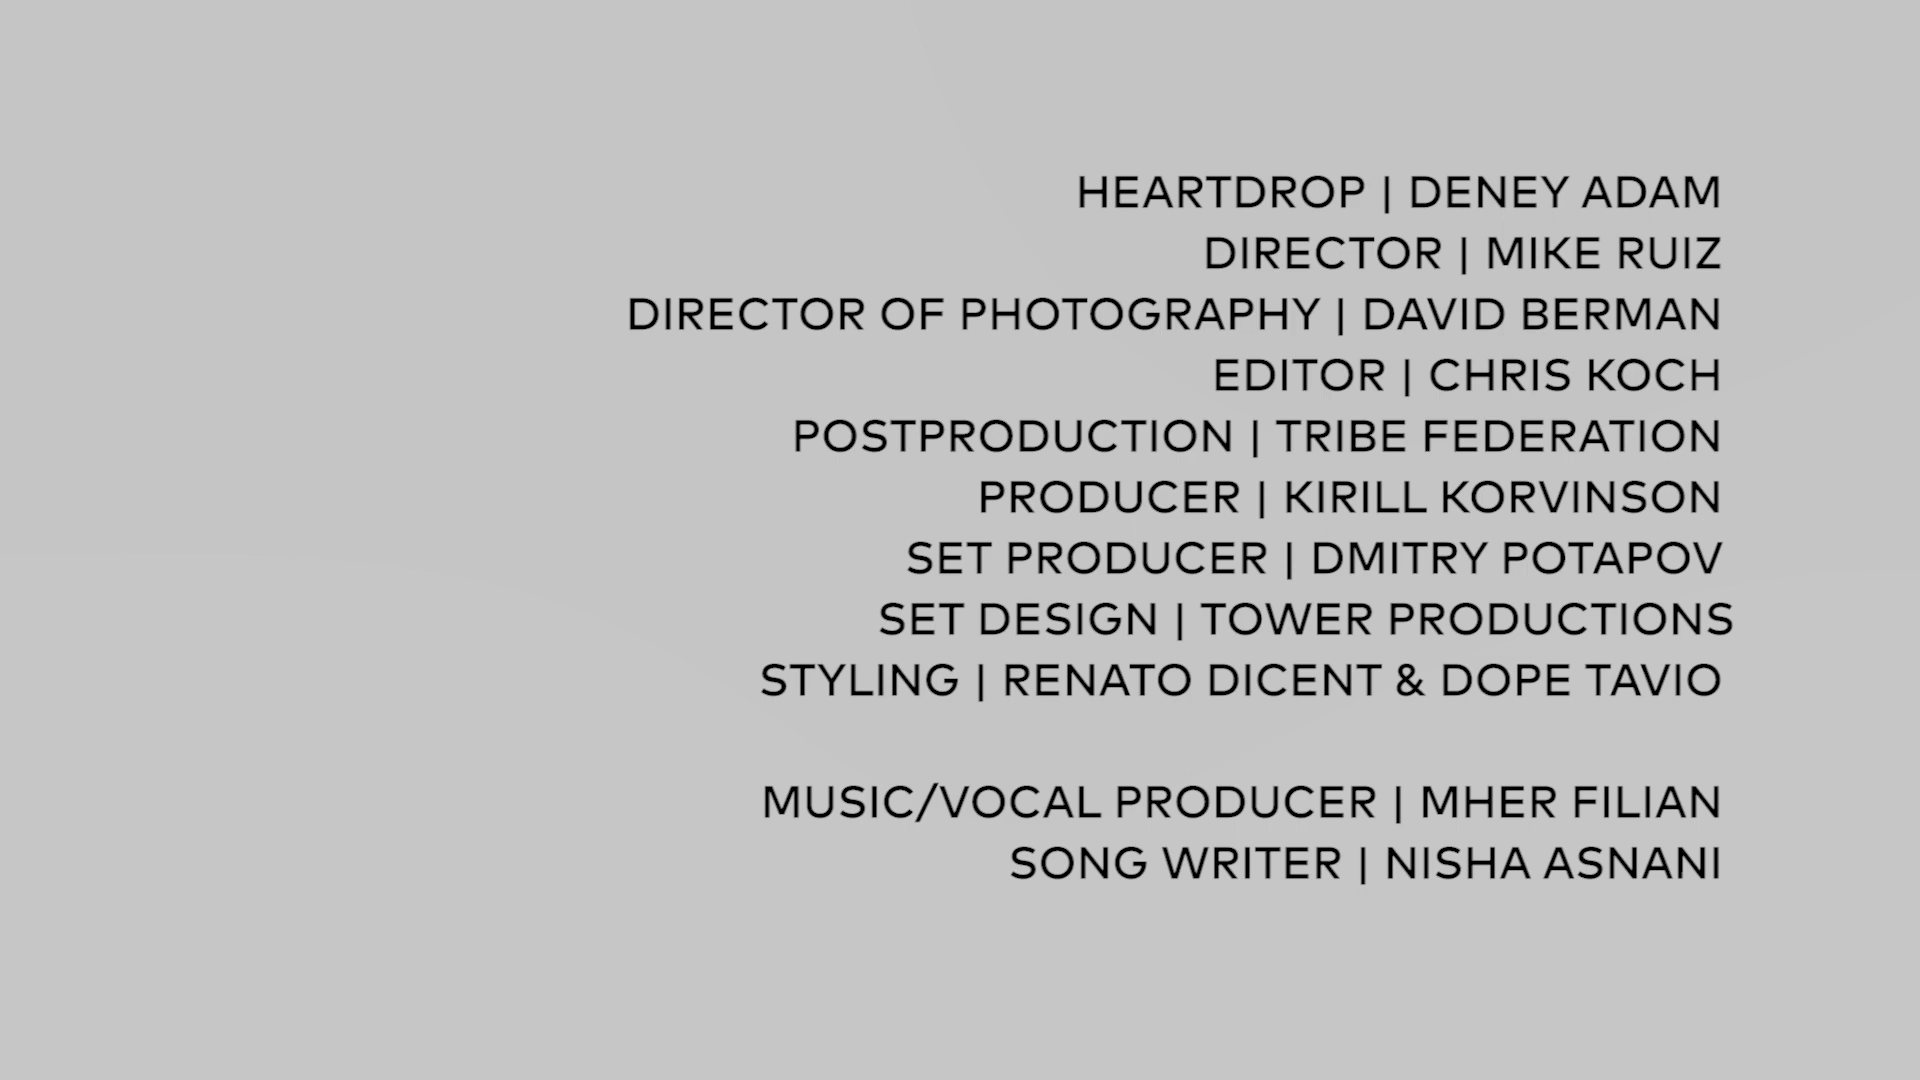 HEARTDROP | DENEY ADAM
DIRECTOR | MIKE RUIZ
DIRECTOR OF PHOTOGRAPHY | DAVID BERMAN
EDITOR | CHRIS KOCH
POSTPRODUCTION | TRIBE FEDERATION
PRODUCER | KIRILL KORVINSON
SET PRODUCER | DMITRY POTAPOV
SET DESIGN | TOWER PRODUCTIONS
STYLING | RENATO DICENT & DOPE TAVIO
MUSIC/VOCAL PRODUCER | MHER FILIAN
SONG WRITER | NISHA ASNANI